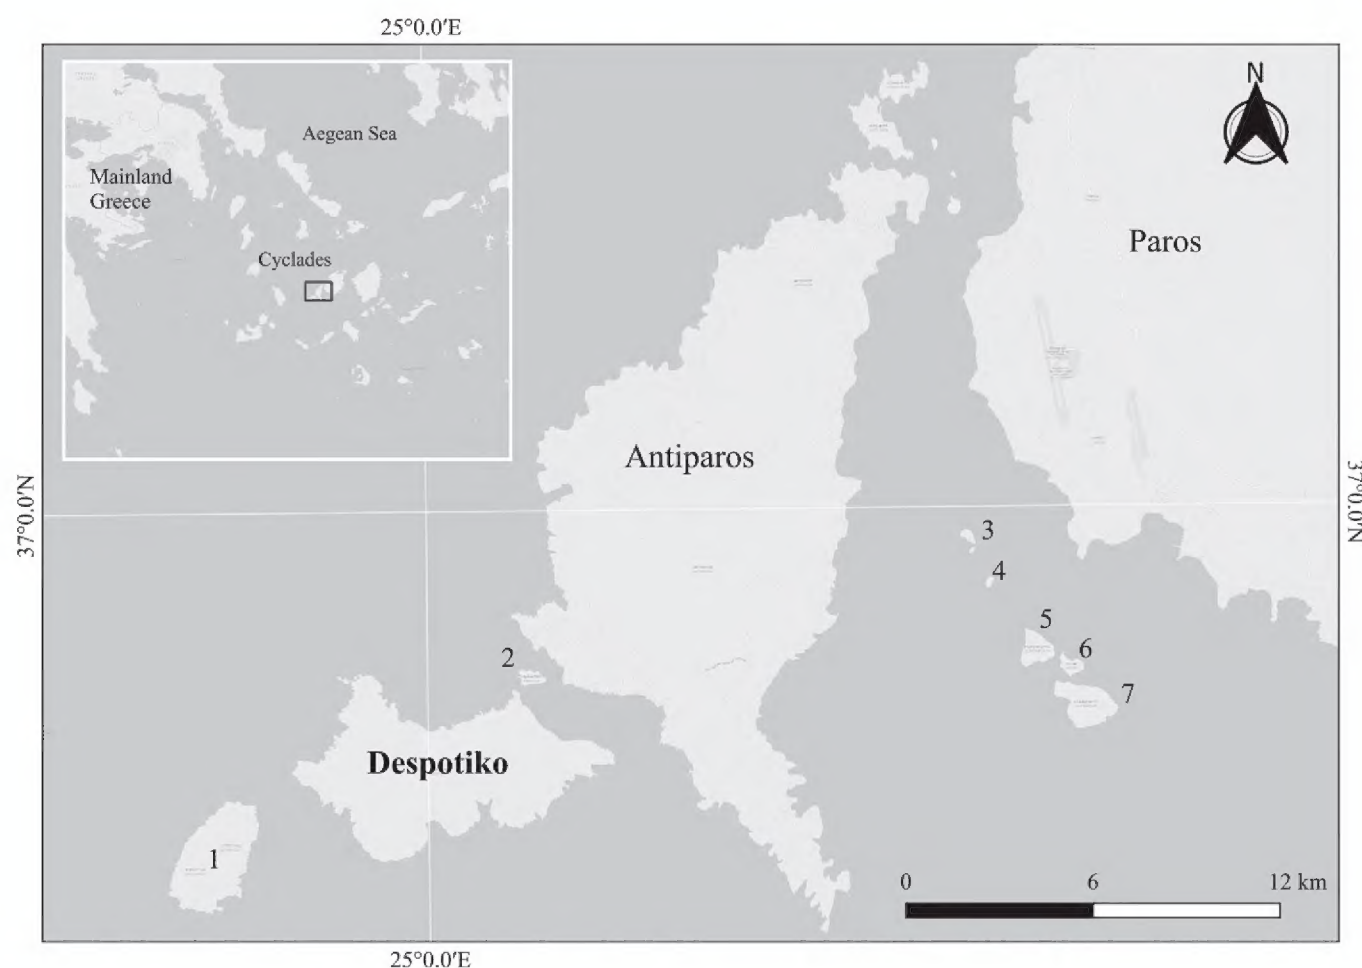 25°0.0′E
N
Aegean Sea
Mainland
Greece
Cyclades
Paros
Antiparos
37°0.0′N
37°0.0′N
3
4
5
6
7
2
Despotiko
1
0 6 12 km
25°0.0′E